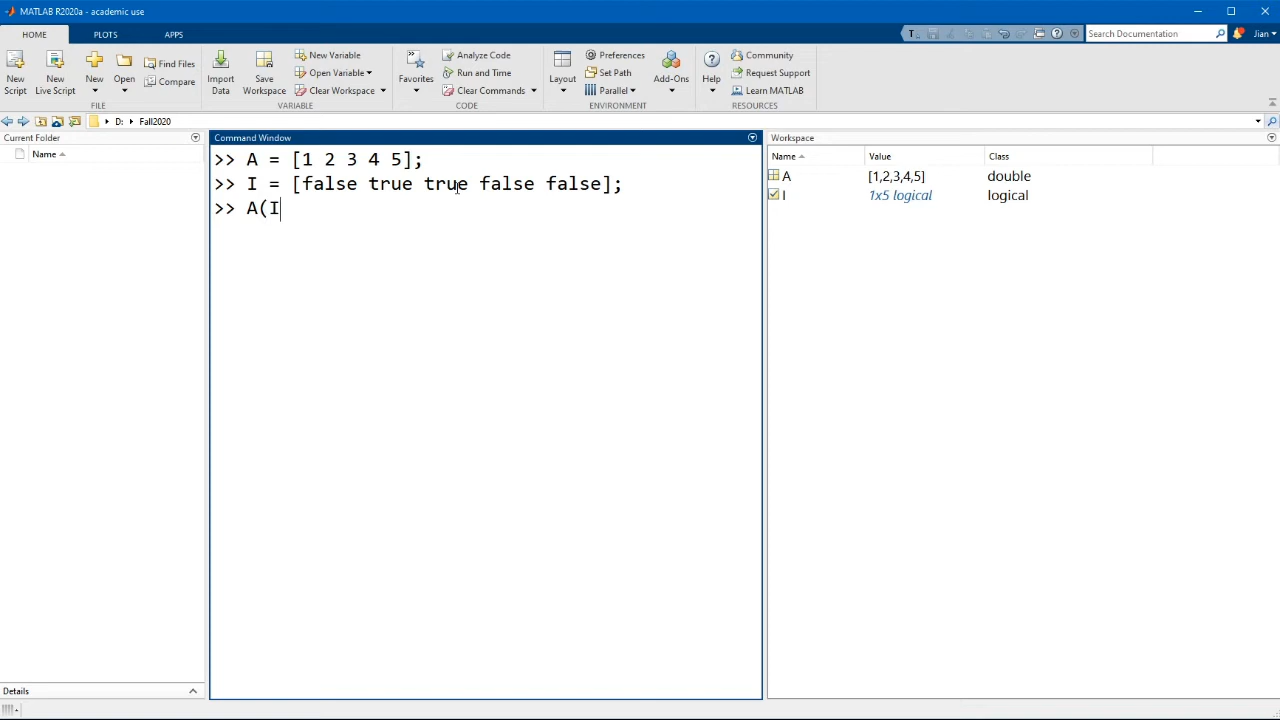 MATLAB R2020a - academic use
HOME PLOTS APPS
Search Documentation
Jian
New Script
New Live Script
New
Open
Find Files
Compare
FILE
Import Data
Save Workspace
New Variable
Open Variable
Clear Workspace
VARIABLE
Favorites
Analyze Code
Run and Time
Clear Commands
CODE
Layout
Preferences
Set Path
Parallel
Add-Ons
ENVIRONMENT
Help
Community
Request Support
Learn MATLAB
RESOURCES
D: Fall2020
Current Folder
Name
Command Window
>> A = [1 2 3 4 5];
>> I = [false true true false false];
>> A(I
Workspace
Name Value Class
A [1,2,3,4,5] double
I 1x5 logical logical
Details